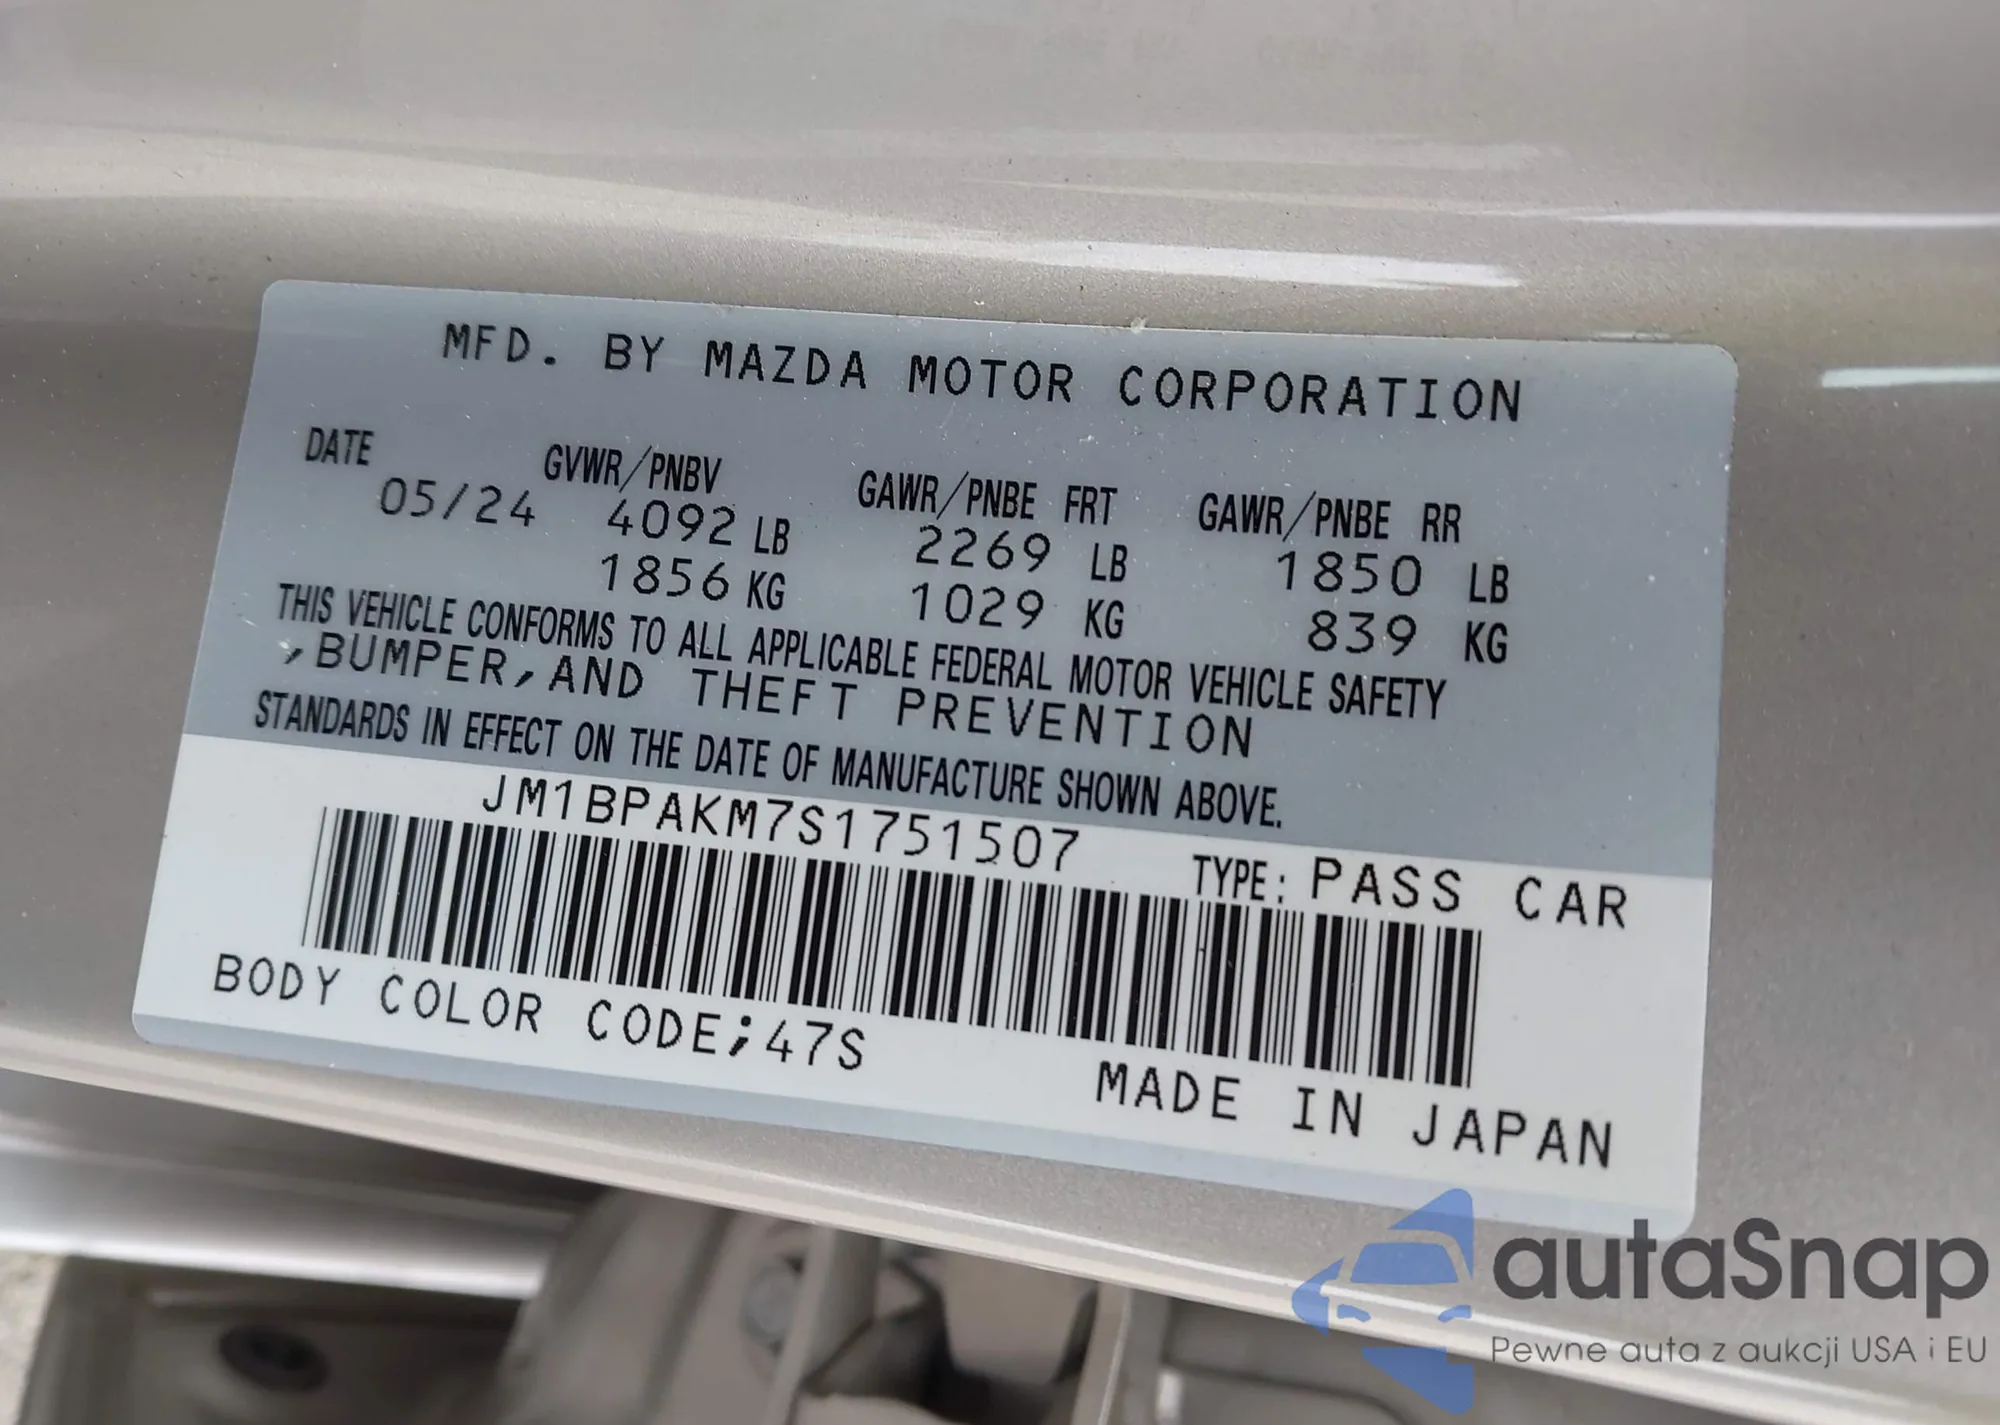 MFD. BY MAZDA MOTOR CORPORATION
DATE GVWR/PNBV GAWR/PNBE FRT GAWR/PNBE RR
05/24 4092 LB 2269 LB 1850 LB
1856 KG 1029 KG 839 KG
THIS VEHICLE CONFORMS TO ALL APPLICABLE FEDERAL MOTOR VEHICLE SAFETY
,BUMPER,AND THEFT PREVENTION
STANDARDS IN EFFECT ON THE DATE OF MANUFACTURE SHOWN ABOVE.
JM1BPAKM7S1751507 TYPE: PASS CAR
BODY COLOR CODE;47S
MADE IN JAPAN
autaSnap
Pewne auta z aukcji USA i EU